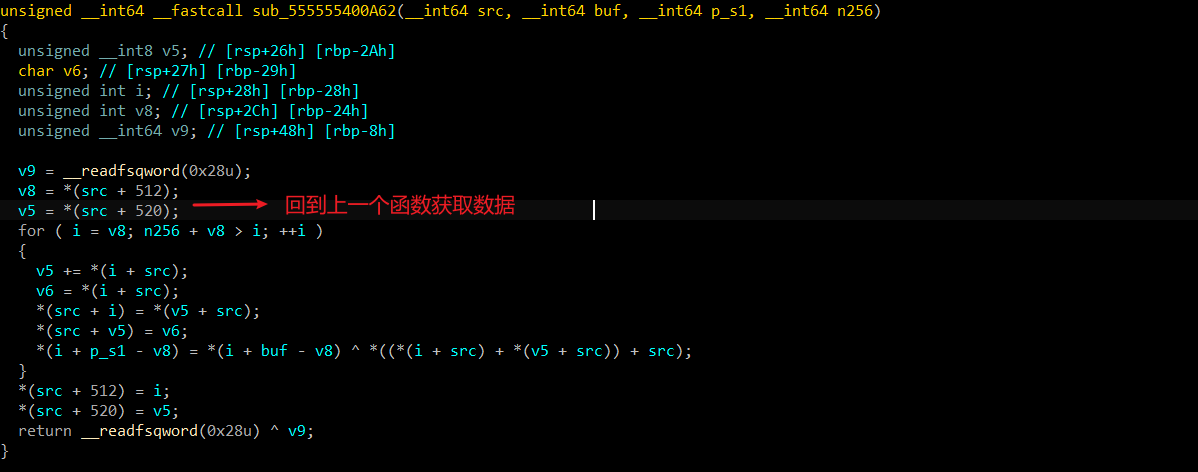 unsigned __int64 __fastcall sub_555555400A62(__int64 src, __int64 buf, __int64 p_s1, __int64 n256)
{
  unsigned __int8 v5; // [rsp+26h] [rbp-2Ah]
  char v6; // [rsp+27h] [rbp-29h]
  unsigned int i; // [rsp+28h] [rbp-28h]
  unsigned int v8; // [rsp+2Ch] [rbp-24h]
  unsigned __int64 v9; // [rsp+48h] [rbp-8h]

  v9 = __readfsqword(0x28u);
  v8 = *(src + 512);
  v5 = *(src + 520); 回到上一个函数获取数据
  for ( i = v8; n256 + v8 > i; ++i )
  {
    v5 += *(i + src);
    v6 = *(i + src);
    *(src + i) = *(v5 + src);
    *(src + v5) = v6;
    *(i + p_s1 - v8) = *(i + buf - v8) ^ *((*(i + src) + *(v5 + src)) + src);
  }
  *(src + 512) = i;
  *(src + 520) = v5;
  return __readfsqword(0x28u) ^ v9;
}